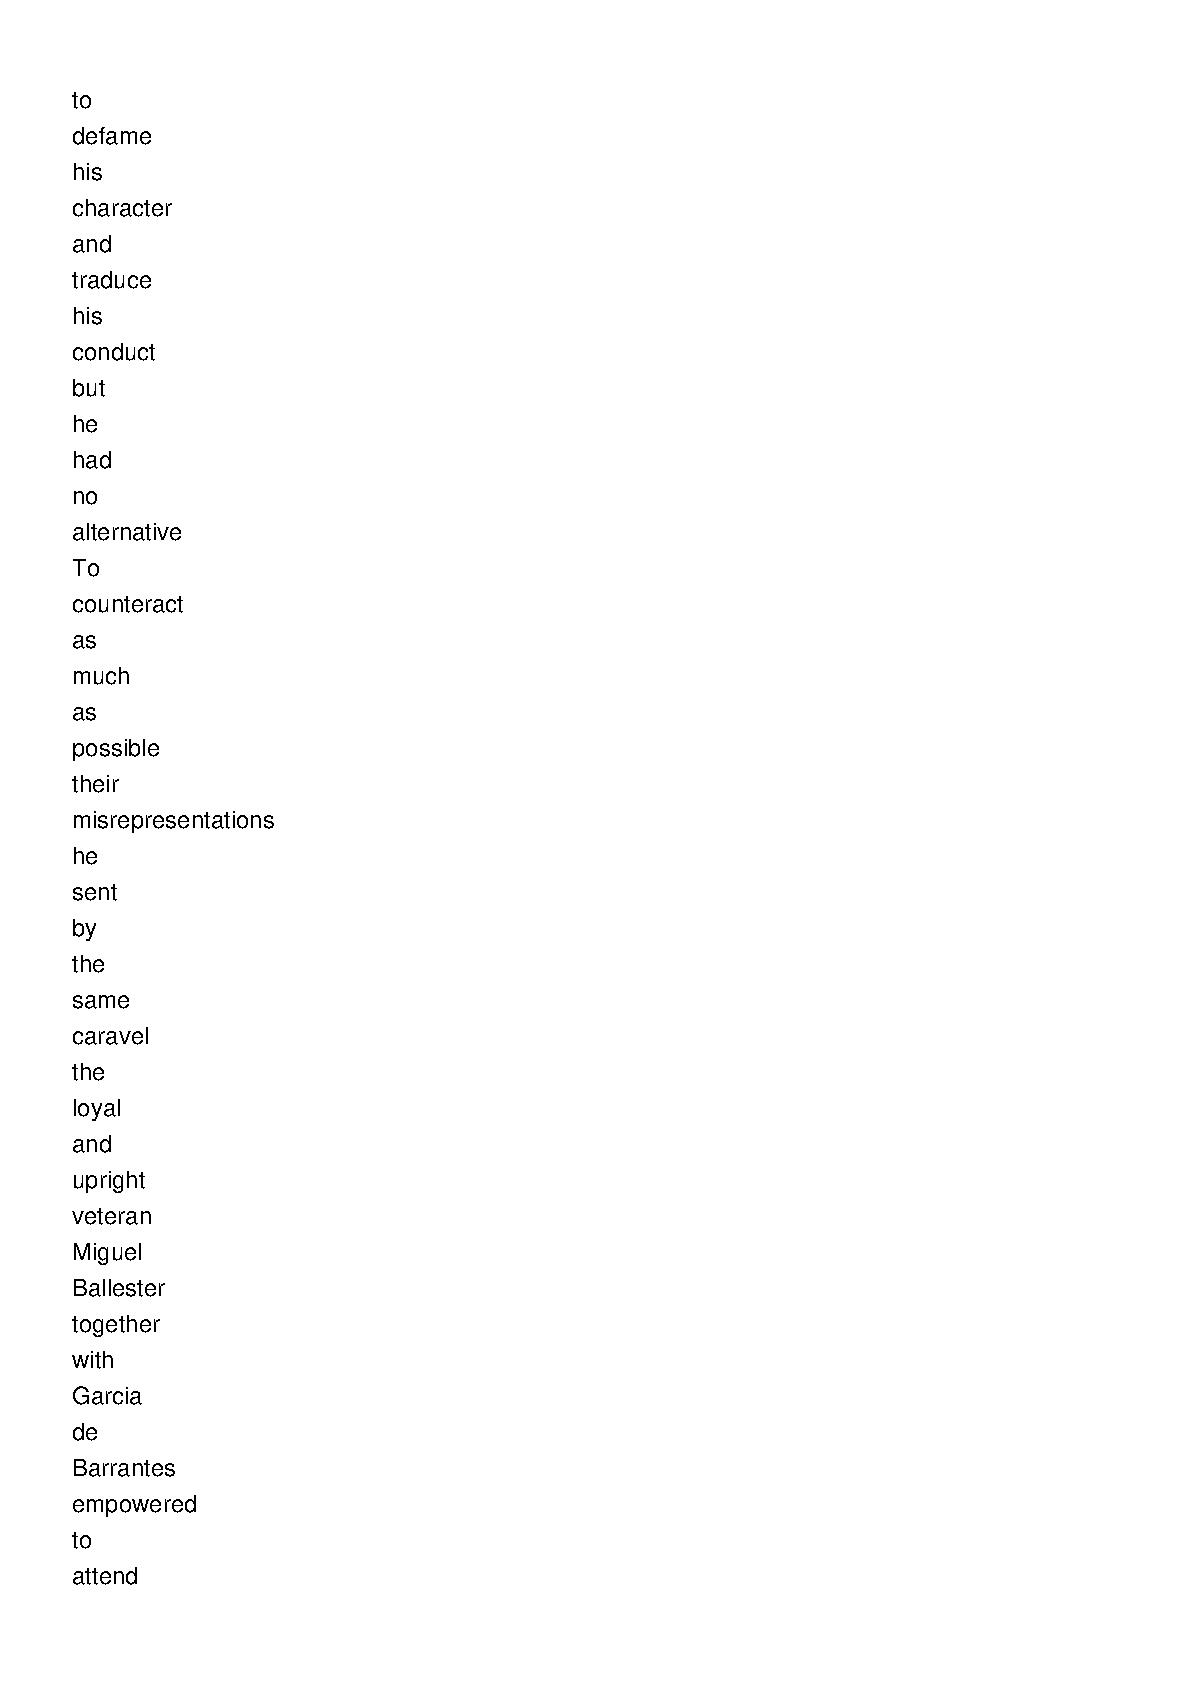 to
defame
his
character
and
traduce
his
conduct
but
he
had
no
alternative
To
counteract
as
much
as
possible
their
misrepresentations
he
sent
by
the
same
caravel
the
loyal
and
upright
veteran
Miguel
Ballester
together
with
Garcia
de
Barrantes
empowered
to
attend